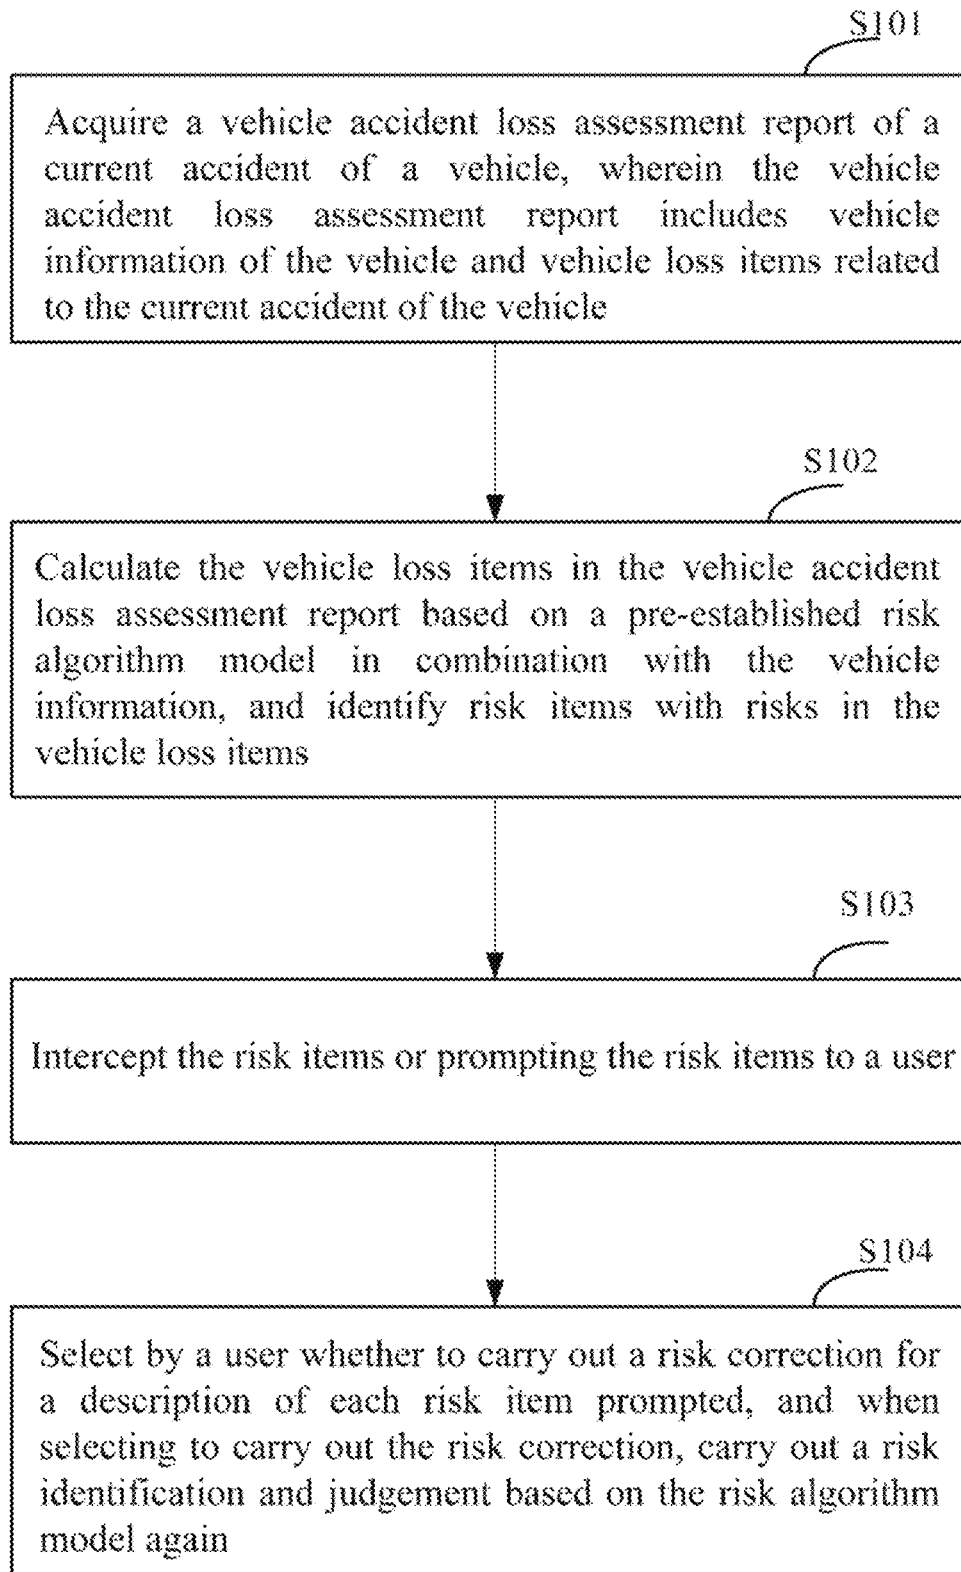 S101
Acquire a vehicle accident loss assessment report of a
current accident of a vehicle, wherein the vehicle
accident loss assessment report includes vehicle
information of the vehicle and vehicle loss items related
to the current accident of the vehicle
S102
Calculate the vehicle loss items in the vehicle accident
loss assessment report based on a pre-established risk
algorithm model in combination with the vehicle
information, and identify risk items with risks in the
vehicle loss items
S103
Intercept the risk items or prompting the risk items to a user
S104
Select by a user whether to carry out a risk correction for
a description of each risk item prompted, and when
selecting to carry out the risk correction, carry out a risk
identification and judgement based on the risk algorithm
model again